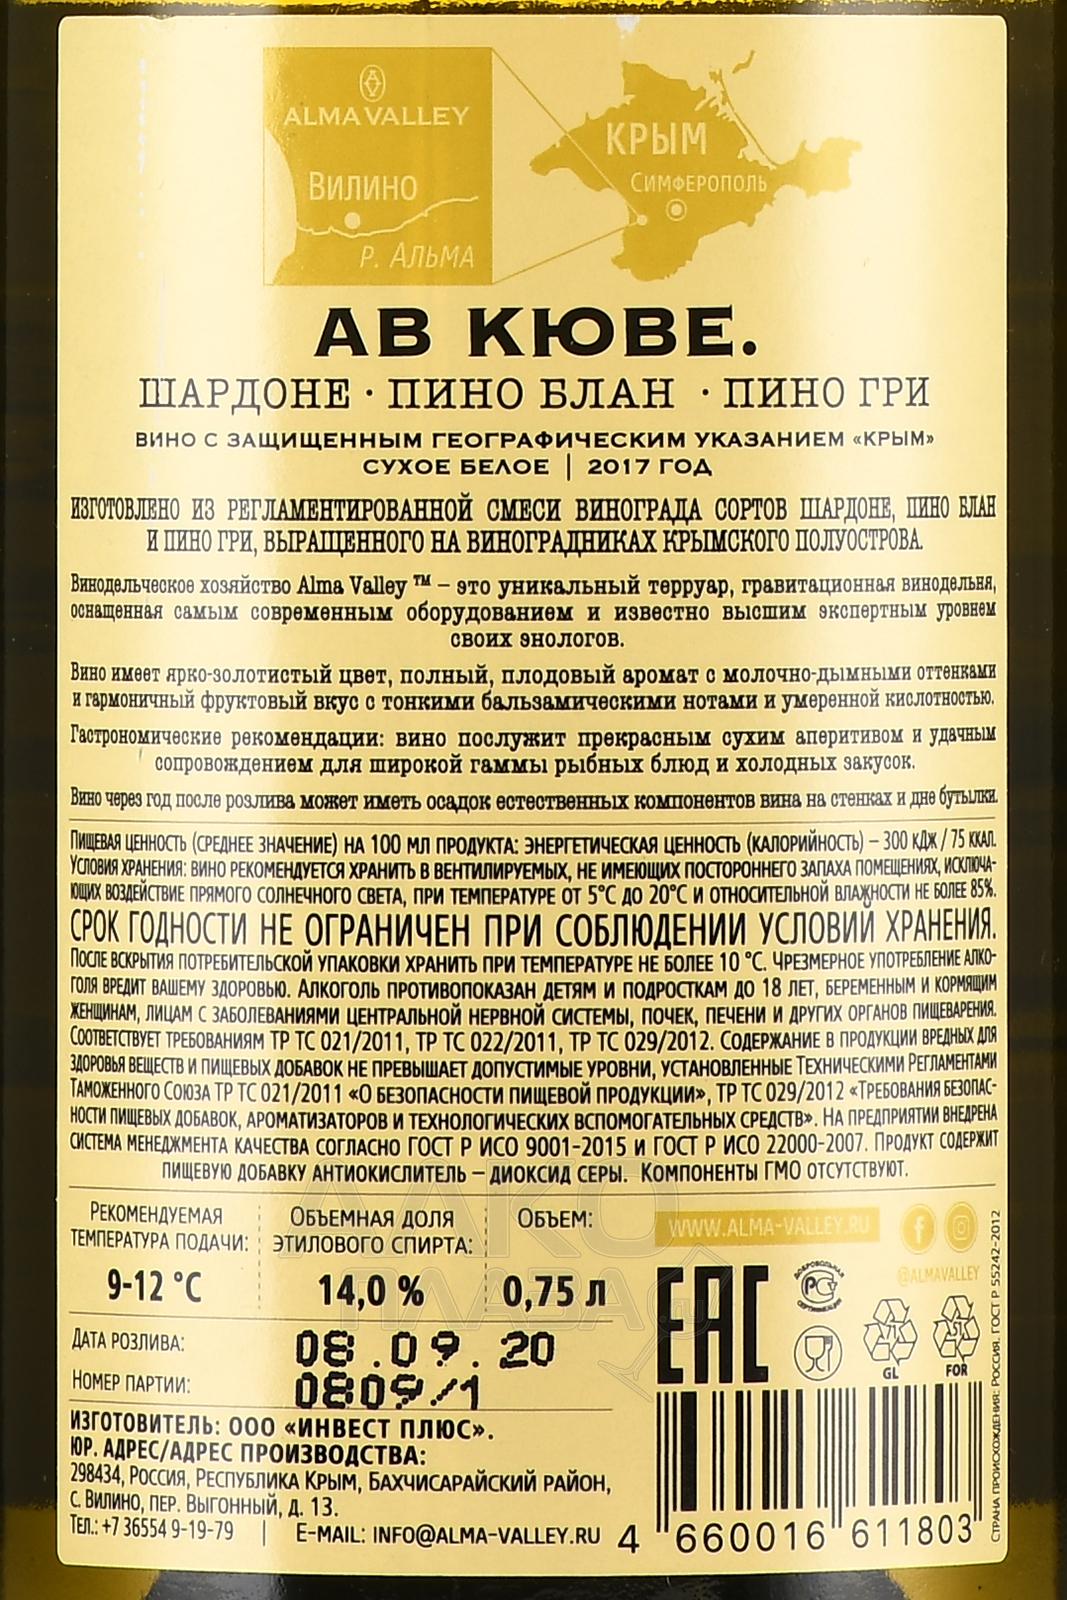 ALMA VALLEY
ВИЛИНО
Р. АЛЬМА
КРЫМ
СИМФЕРОПОЛЬ
АВ КЮВЕ.
ШАРДОНЕ · ПИНО БЛАН · ПИНО ГРИ
ВИНО С ЗАЩИЩЕННЫМ ГЕОГРАФИЧЕСКИМ УКАЗАНИЕМ «КРЫМ»
СУХОЕ БЕЛОЕ | 2017 ГОД
ИЗГОТОВЛЕНО ИЗ РЕГЛАМЕНТИРОВАННОЙ СМЕСИ ВИНОГРАДА СОРТОВ ШАРДОНЕ, ПИНО БЛАН
И ПИНО ГРИ, ВЫРАЩЕННОГО НА ВИНОГРАДНИКАХ КРЫМСКОГО ПОЛУОСТРОВА.
Винодельческое хозяйство Alma Valley ™ – это уникальный терруар, гравитационная винодельня,
оснащенная самым современным оборудованием и известно высшим экспертным уровнем
своих энологов.
Вино имеет ярко-золотистый цвет, полный, плодовый аромат с молочно-дымными оттенками
и гармоничный фруктовый вкус с тонкими бальзамическими нотами и умеренной кислотностью.
Гастрономические рекомендации: вино послужит прекрасным сухим аперитивом и удачным
сопровождением для широкой гаммы рыбных блюд и холодных закусок.
Вино через год после розлива может иметь осадок естественных компонентов вина на стенках и дне бутылки.
ПИЩЕВАЯ ЦЕННОСТЬ (СРЕДНЕЕ ЗНАЧЕНИЕ) НА 100 МЛ ПРОДУКТА: ЭНЕРГЕТИЧЕСКАЯ ЦЕННОСТЬ (КАЛОРИЙНОСТЬ) – 300 КДЖ / 75 ККАЛ.
УСЛОВИЯ ХРАНЕНИЯ: ВИНО РЕКОМЕНДУЕТСЯ ХРАНИТЬ В ВЕНТИЛИРУЕМЫХ, НЕ ИМЕЮЩИХ ПОСТОРОННЕГО ЗАПАХА ПОМЕЩЕНИЯХ, ИСКЛЮЧА-
ЮЩИХ ВОЗДЕЙСТВИЕ ПРЯМОГО СОЛНЕЧНОГО СВЕТА, ПРИ ТЕМПЕРАТУРЕ ОТ 5°С ДО 20°С И ОТНОСИТЕЛЬНОЙ ВЛАЖНОСТИ НЕ БОЛЕЕ 85%.
СРОК ГОДНОСТИ НЕ ОГРАНИЧЕН ПРИ СОБЛЮДЕНИИ УСЛОВИЙ ХРАНЕНИЯ.
ПОСЛЕ ВСКРЫТИЯ ПОТРЕБИТЕЛЬСКОЙ УПАКОВКИ ХРАНИТЬ ПРИ ТЕМПЕРАТУРЕ НЕ БОЛЕЕ 10 °С. ЧРЕЗМЕРНОЕ УПОТРЕБЛЕНИЕ АЛКО-
ГОЛЯ ВРЕДИТ ВАШЕМУ ЗДОРОВЬЮ. АЛКОГОЛЬ ПРОТИВОПОКАЗАН ДЕТЯМ И ПОДРОСТКАМ ДО 18 ЛЕТ, БЕРЕМЕННЫМ И КОРМЯЩИМ
ЖЕНЩИНАМ, ЛИЦАМ С ЗАБОЛЕВАНИЯМИ ЦЕНТРАЛЬНОЙ НЕРВНОЙ СИСТЕМЫ, ПОЧЕК, ПЕЧЕНИ И ДРУГИХ ОРГАНОВ ПИЩЕВАРЕНИЯ.
СООТВЕТСТВУЕТ ТРЕБОВАНИЯМ ТР ТС 021/2011, ТР ТС 022/2011, ТР ТС 029/2012. СОДЕРЖАНИЕ В ПРОДУКЦИИ ВРЕДНЫХ ДЛЯ
ЗДОРОВЬЯ ВЕЩЕСТВ И ПИЩЕВЫХ ДОБАВОК НЕ ПРЕВЫШАЕТ ДОПУСТИМЫЕ УРОВНИ, УСТАНОВЛЕННЫЕ ТЕХНИЧЕСКИМИ РЕГЛАМЕНТАМИ
ТАМОЖЕННОГО СОЮЗА ТР ТС 021/2011 «О БЕЗОПАСНОСТИ ПИЩЕВОЙ ПРОДУКЦИИ», ТР ТС 029/2012 «ТРЕБОВАНИЯ БЕЗОПАС-
НОСТИ ПИЩЕВЫХ ДОБАВОК, АРОМАТИЗАТОРОВ И ТЕХНОЛОГИЧЕСКИХ ВСПОМОГАТЕЛЬНЫХ СРЕДСТВ». НА ПРЕДПРИЯТИИ ВНЕДРЕНА
СИСТЕМА МЕНЕДЖМЕНТА КАЧЕСТВА СОГЛАСНО ГОСТ Р ИСО 9001-2015 И ГОСТ Р ИСО 22000-2007. ПРОДУКТ СОДЕРЖИТ
ПИЩЕВУЮ ДОБАВКУ АНТИОКИСЛИТЕЛЬ – ДИОКСИД СЕРЫ. КОМПОНЕНТЫ ГМО ОТСУТСТВУЮТ.
РЕКОМЕНДУЕМАЯ
ТЕМПЕРАТУРА ПОДАЧИ:
9-12 °С
ОБЪЕМНАЯ ДОЛЯ
ЭТИЛОВОГО СПИРТА:
14,0 %
ОБЪЕМ:
0,75 Л
WWW.ALMA-VALLEY.RU
@ALMAVALLEY
ДОБРОВОЛЬНАЯ
РСТ
СЕРТИФИКАЦИЯ
EAC
71
GL
51
FOR
ДАТА РОЗЛИВА:
08.09.20
НОМЕР ПАРТИИ:
0809/1
ИЗГОТОВИТЕЛЬ: ООО «ИНВЕСТ ПЛЮС».
ЮР. АДРЕС/АДРЕС ПРОИЗВОДСТВА:
298434, РОССИЯ, РЕСПУБЛИКА КРЫМ, БАХЧИСАРАЙСКИЙ РАЙОН,
С. ВИЛИНО, ПЕР. ВЫГОННЫЙ, Д. 13.
ТЕЛ.: +7 36554 9-19-79 | E-MAIL: INFO@ALMA-VALLEY.RU
4 660016 611803
СТРАНА ПРОИСХОЖДЕНИЯ: РОССИЯ. ГОСТ Р 55242-2012